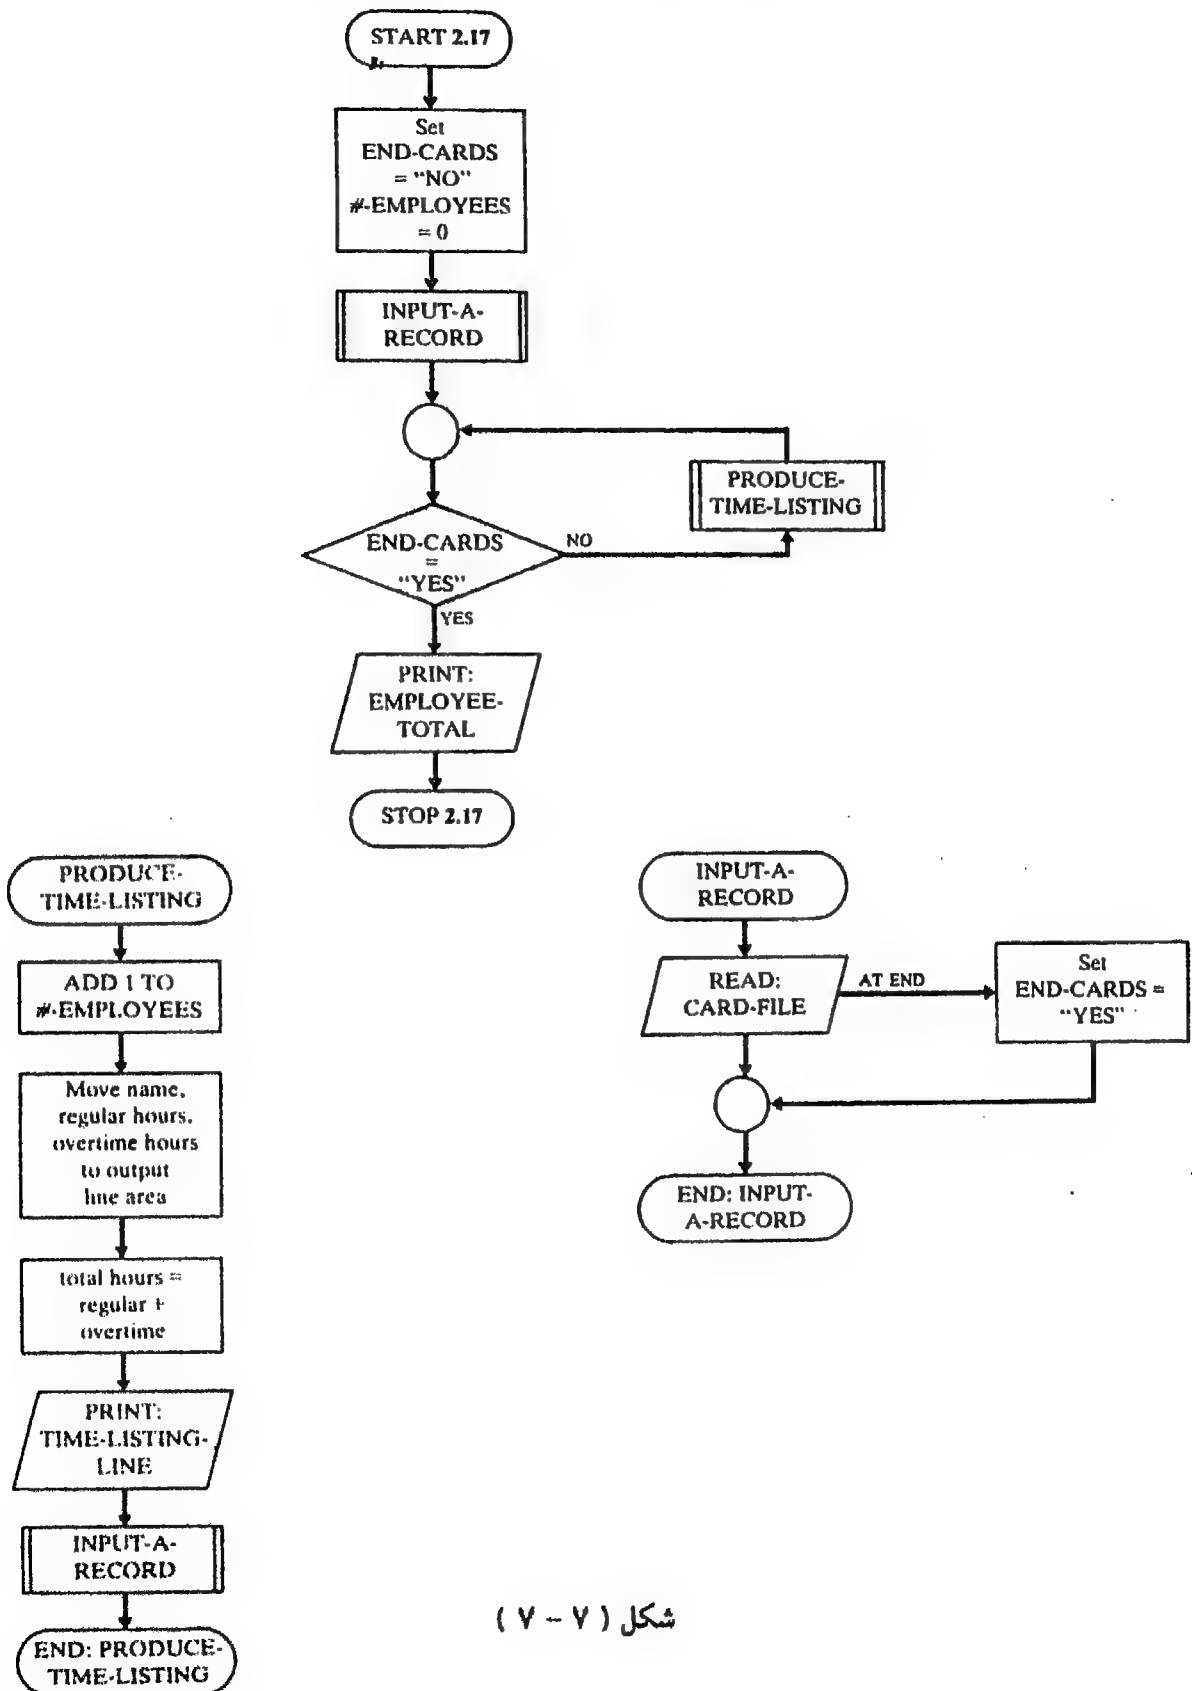 START 2.17
Set
END-CARDS
= “NO”
#-EMPLOYEES
= 0
INPUT-A-
RECORD
PRODUCE-
TIME-LISTING
END-CARDS
=
“YES”
NO
YES
PRINT:
EMPLOYEE-
TOTAL
STOP 2.17
PRODUCE-
TIME-LISTING
ADD 1 TO
#-EMPLOYEES
Move name,
regular hours,
overtime hours
to output
line area
total hours =
regular +
overtime
PRINT:
TIME-LISTING-
LINE
INPUT-A-
RECORD
END: PRODUCE-
TIME-LISTING
INPUT-A-
RECORD
READ:
CARD-FILE
AT END
Set
END-CARDS =
“YES”
END: INPUT-
A-RECORD
شكل ( ٧ – ٧ )